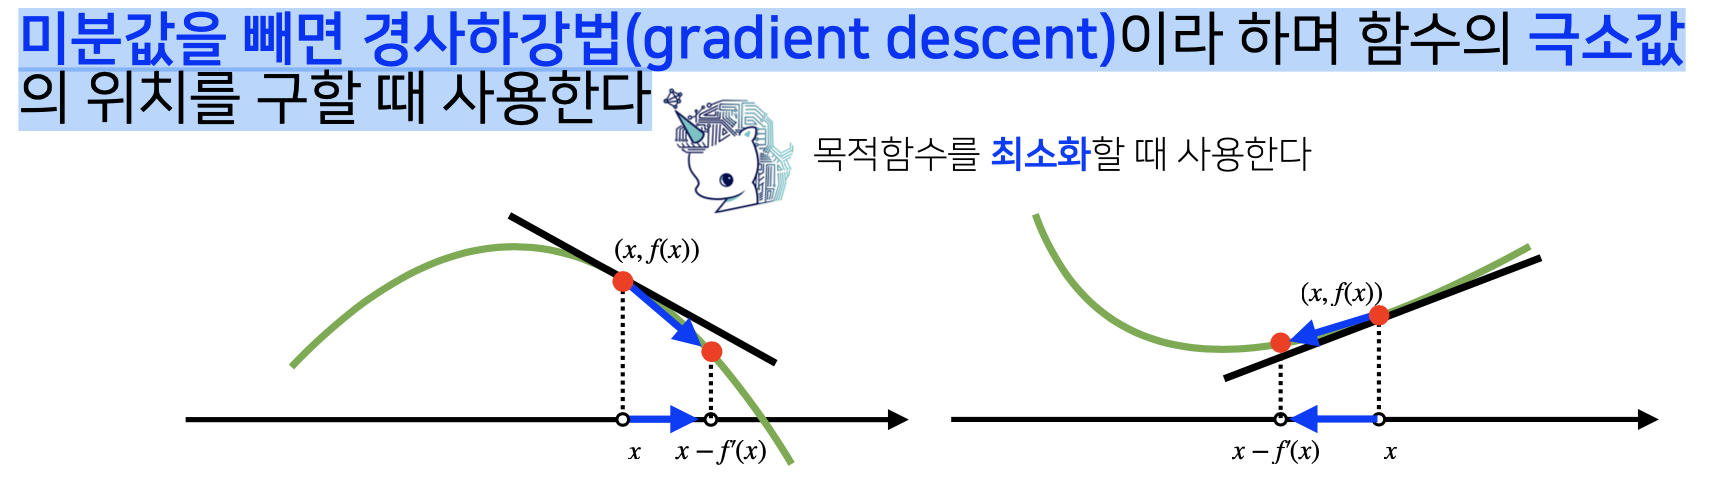 미분값을 빼면 경사하강법(gradient descent)이라 하며 함수의 극소값
의 위치를 구할 때 사용한다
목적함수를 최소화할 때 사용한다
(x, f(x))
(x, f(x))
x
x − f′(x)
x − f′(x)
x